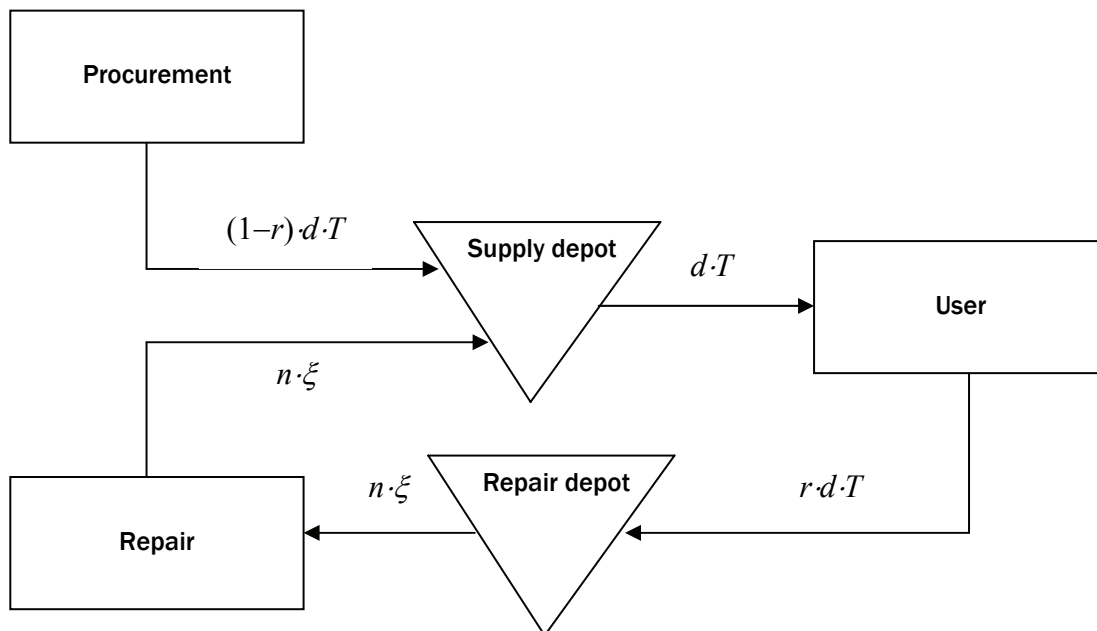 Procurement
(1−r)·d·T
Supply depot
d·T
User
n·ξ
Repair depot
n·ξ
r·d·T
Repair